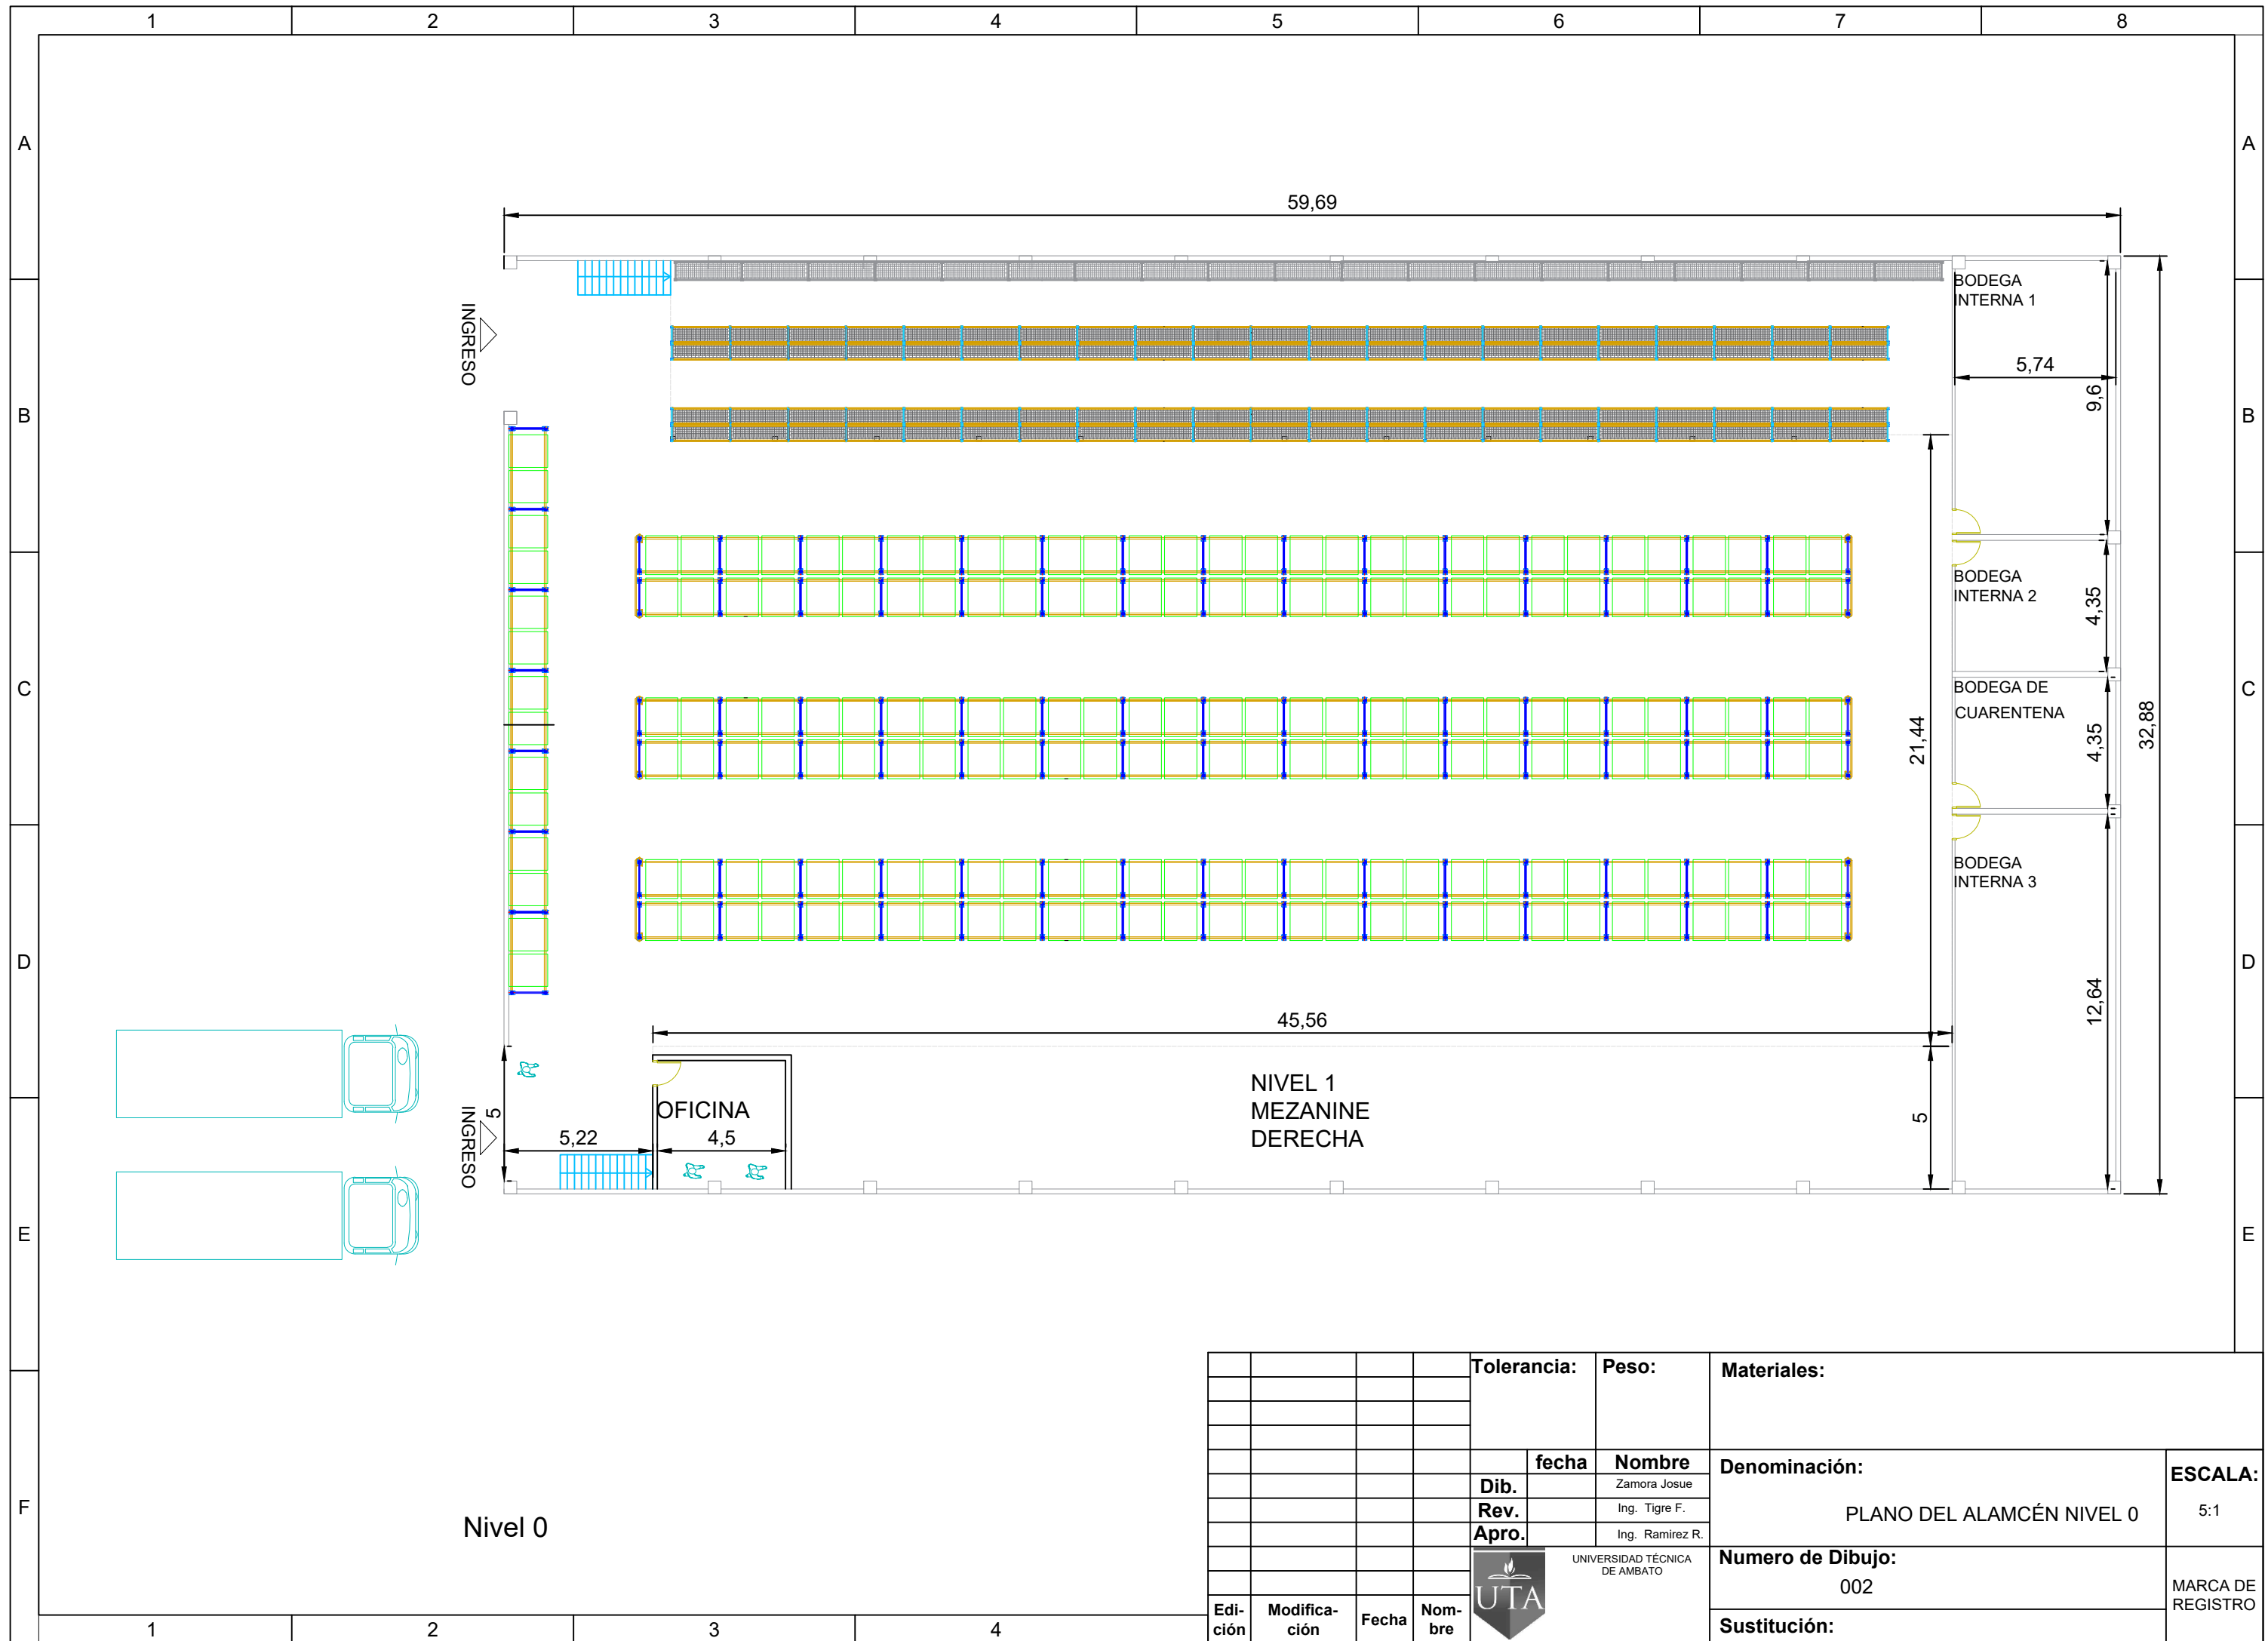 1 2 3 4 5 6 7 8
A A
59,69
BODEGA
INTERNA 1
INGRESO
5,74
9,6
B B
BODEGA
INTERNA 2
4,35
C C
BODEGA DE
CUARENTENA
4,35
32,88
21,44
BODEGA
INTERNA 3
D D
12,64
45,56
NIVEL 1
MEZANINE
DERECHA
OFICINA
5
INGRESO
5,22
4,5
5
E E
F
Nivel 0
Tolerancia: Peso: Materiales:
fecha Nombre
Dib. Zamora Josue
Rev. Ing. Tigre F.
Apro. Ing. Ramirez R.
Denominación:
PLANO DEL ALAMCÉN NIVEL 0
ESCALA:
5:1
UTA
UNIVERSIDAD TÉCNICA
DE AMBATO
Numero de Dibujo:
002
MARCA DE
REGISTRO
Sustitución:
Edi-
ción
Modifica-
ción
Fecha
Nom-
bre
1 2 3 4